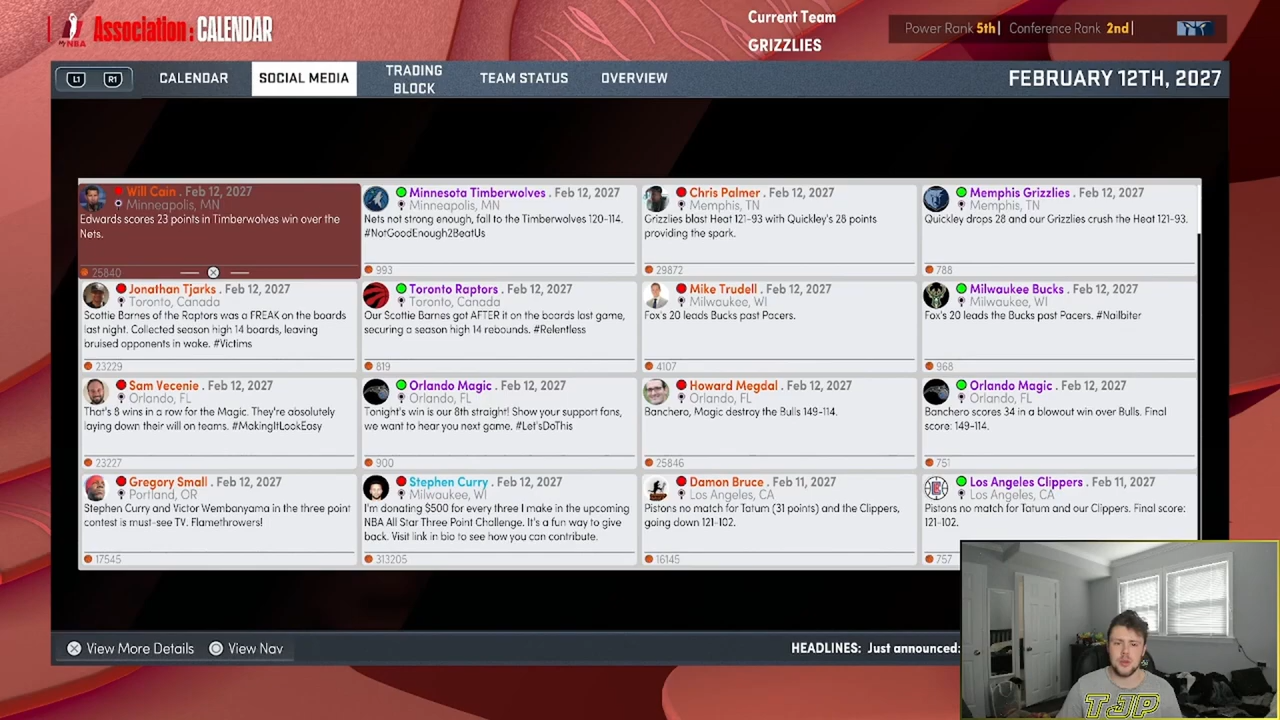 MyNBA
Association: CALENDAR
Current Team
GRIZZLIES
Power Rank 5th| Conference Rank 2nd|
L1 R1 CALENDAR SOCIAL MEDIA TRADING BLOCK TEAM STATUS OVERVIEW FEBRUARY 12TH, 2027
Will Cain . Feb 12, 2027
Minneapolis, MN
Edwards scores 23 points in Timberwolves win over the
Nets.
25840
Minnesota Timberwolves . Feb 12, 2027
Minneapolis, MN
Nets not strong enough, fall to the Timberwolves 120-114.
#NotGoodEnough2BeatUs
993
Chris Palmer . Feb 12, 2027
Memphis, TN
Grizzlies blast Heat 121-93 with Quickley's 28 points
providing the spark.
29872
Memphis Grizzlies . Feb 12, 2027
Memphis, TN
Quickley drops 28 and our Grizzlies crush the Heat 121-93.
788
Jonathan Tjarks . Feb 12, 2027
Toronto, Canada
Scottie Barnes of the Raptors was a FREAK on the boards
last night. Collected season high 14 boards, leaving
bruised opponents in wake. #Victims
23229
Toronto Raptors . Feb 12, 2027
Toronto, Canada
Our Scottie Barnes got AFTER it on the boards last game,
securing a season high 14 rebounds. #Relentless
819
Mike Trudell . Feb 12, 2027
Milwaukee, WI
Fox's 20 leads Bucks past Pacers.
4107
Milwaukee Bucks . Feb 12, 2027
Milwaukee, WI
Fox's 20 leads the Bucks past Pacers. #Nailbiter
968
Sam Vecenie . Feb 12, 2027
Orlando, FL
That's 8 wins in a row for the Magic. They're absolutely
laying down their will on teams. #MakingItLookEasy
23227
Orlando Magic . Feb 12, 2027
Orlando, FL
Tonight's win is our 8th straight! Show your support fans,
we want to hear you next game. #Let'sDoThis
900
Howard Megdal . Feb 12, 2027
Orlando, FL
Banchero, Magic destroy the Bulls 149-114.
25846
Orlando Magic . Feb 12, 2027
Orlando, FL
Banchero scores 34 in a blowout win over Bulls. Final
score: 149-114.
751
Gregory Small . Feb 12, 2027
Portland, OR
Stephen Curry and Victor Wembanyama in the three point
contest is must-see TV. Flamethrowers!
17545
Stephen Curry . Feb 12, 2027
Milwaukee, WI
I'm donating $500 for every three I make in the upcoming
NBA All Star Three Point Challenge. It's a fun way to give
back. Visit link in bio to see how you can contribute.
313205
Damon Bruce . Feb 11, 2027
Los Angeles, CA
Pistons no match for Tatum (31 points) and the Clippers,
going down 121-102.
16145
Los Angeles Clippers . Feb 11, 2027
Los Angeles, CA
Pistons no match for Tatum and our Clippers. Final score:
121-102.
757
View More Details View Nav
HEADLINES: Just announced:
TJP